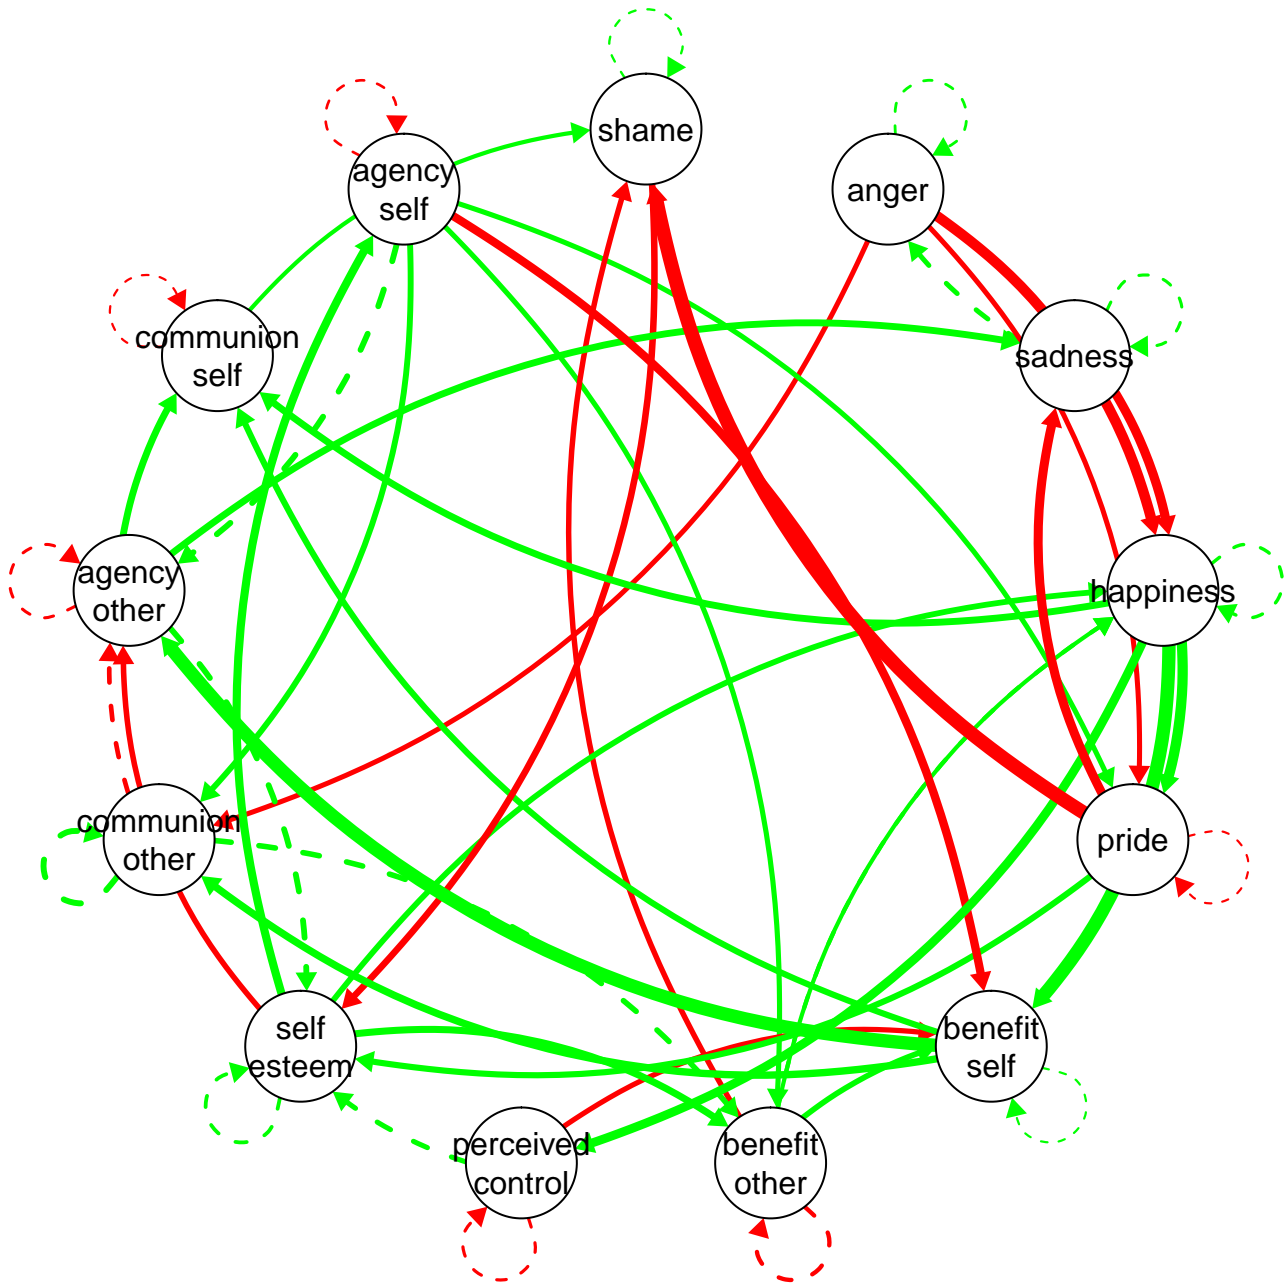 shame
anger
agency
self
communion
self
sadness
agency
other
happiness
communion
other
pride
self
esteem
benefit
self
perceived
control
benefit
other